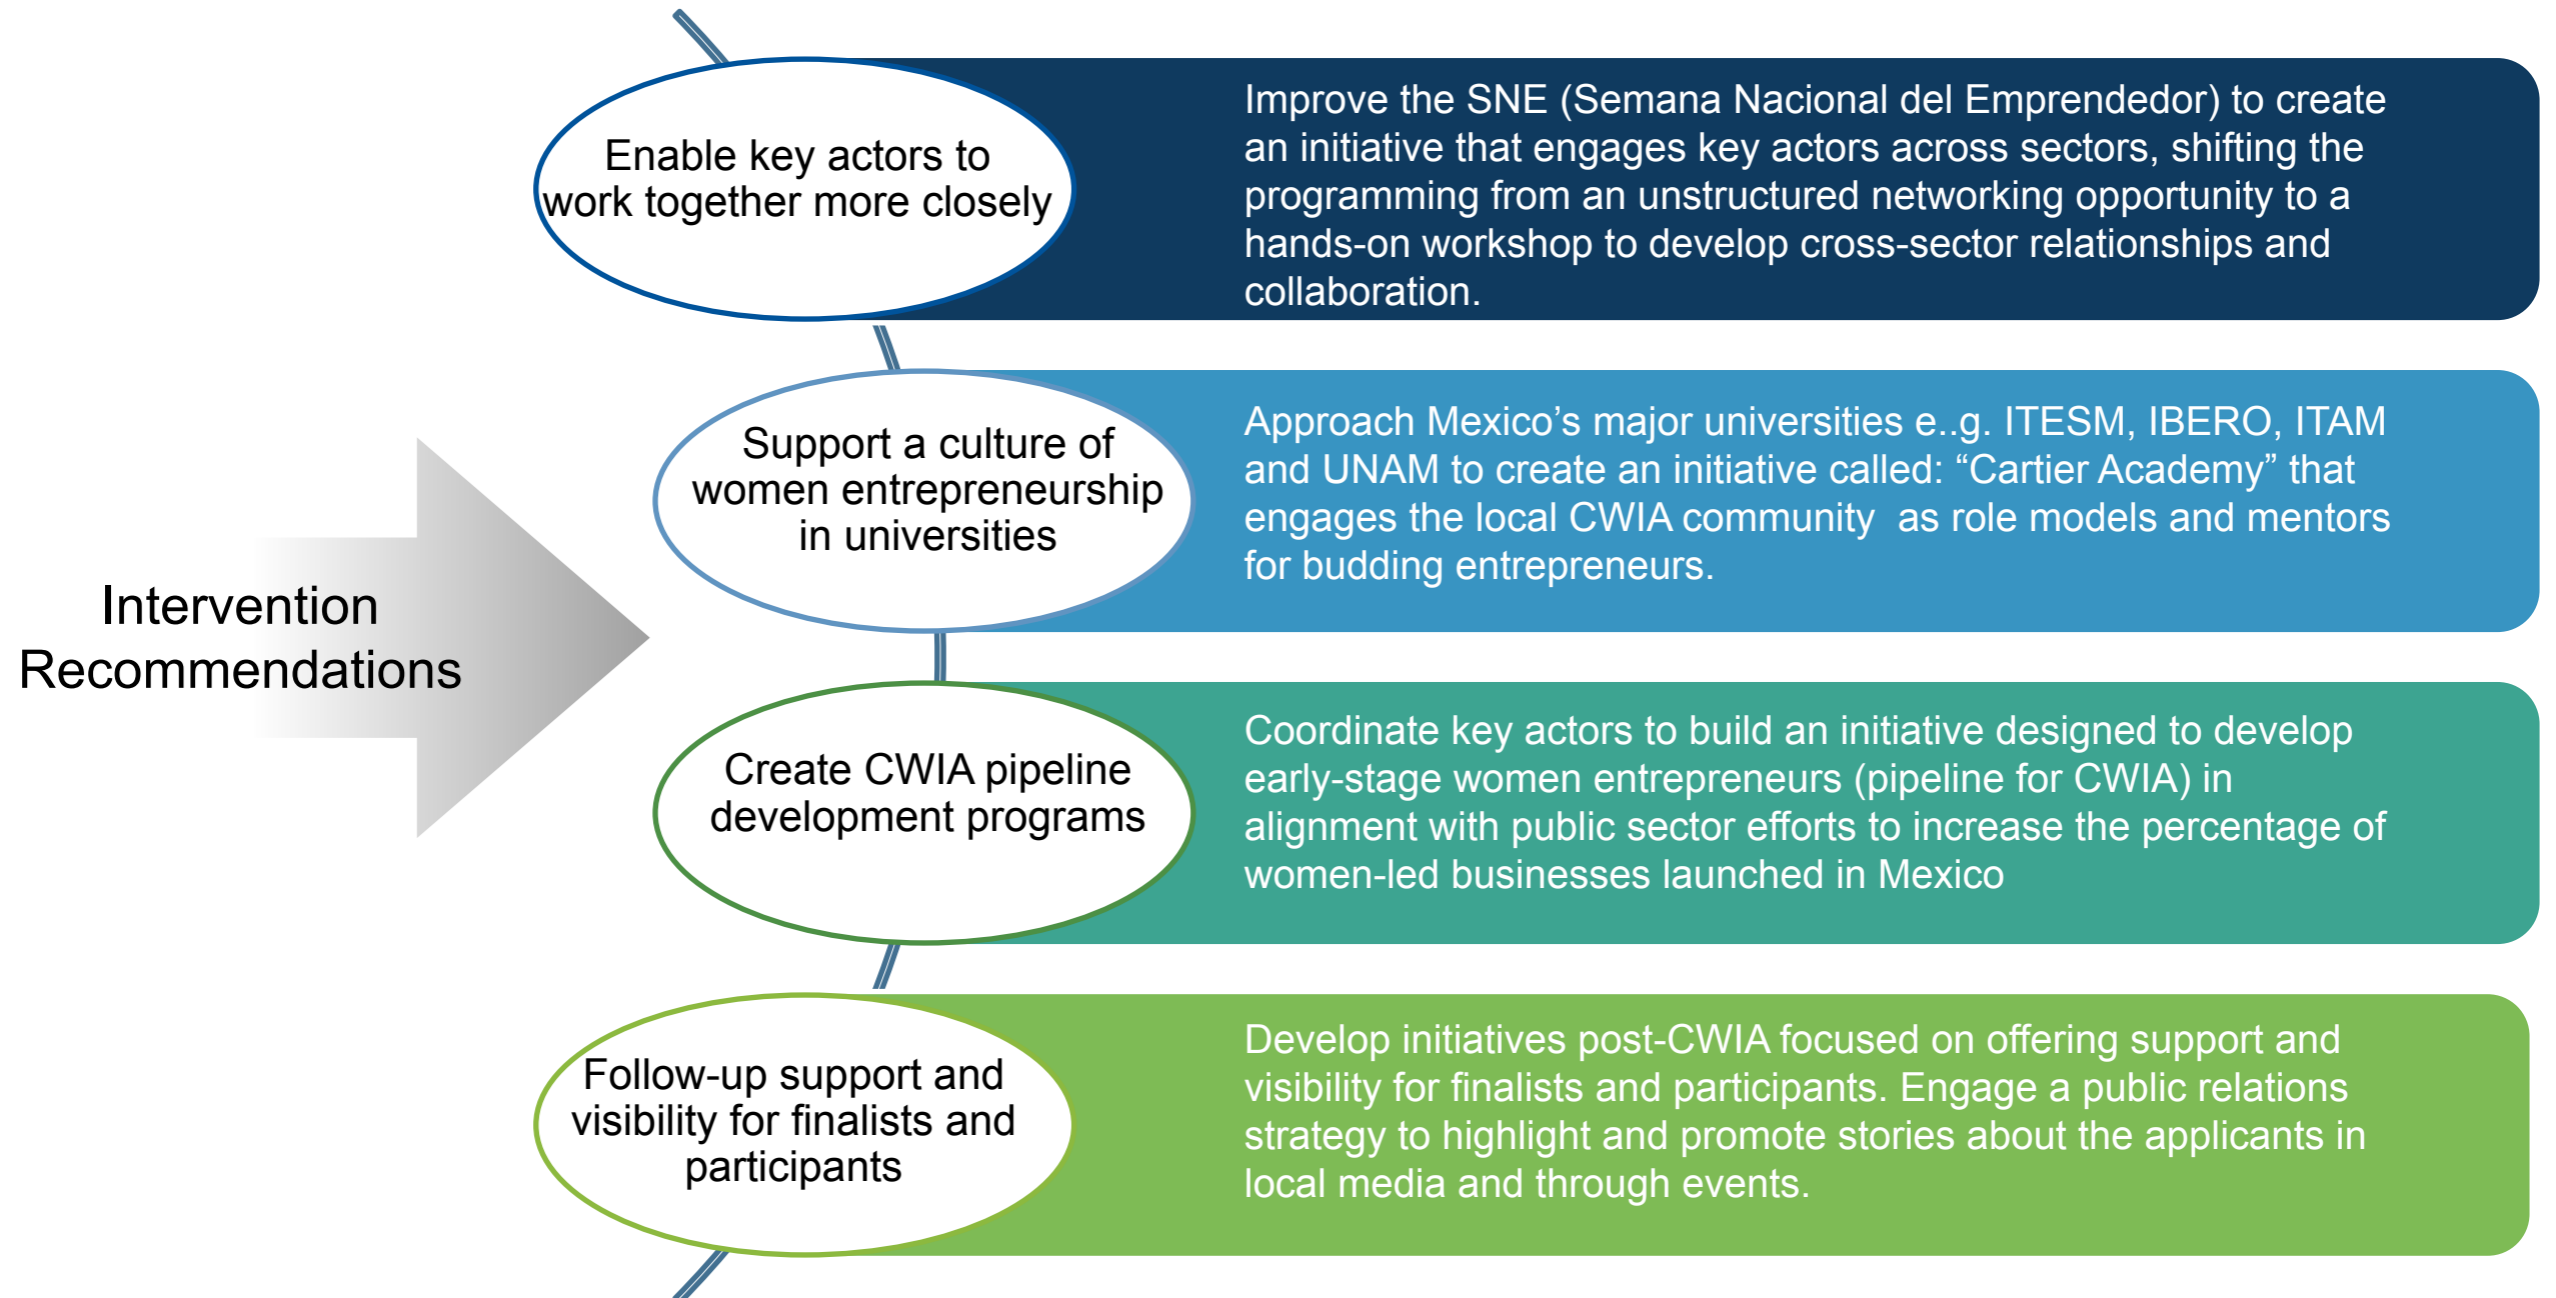 Intervention
Recommendations
Enable key actors to
work together more closely
Improve the SNE (Semana Nacional del Emprendedor) to create
an initiative that engages key actors across sectors, shifting the
programming from an unstructured networking opportunity to a
hands-on workshop to develop cross-sector relationships and
collaboration.
Support a culture of
women entrepreneurship
in universities
Approach Mexico’s major universities e..g. ITESM, IBERO, ITAM
and UNAM to create an initiative called: “Cartier Academy” that
engages the local CWIA community  as role models and mentors
for budding entrepreneurs.
Create CWIA pipeline
development programs
Coordinate key actors to build an initiative designed to develop
early-stage women entrepreneurs (pipeline for CWIA) in
alignment with public sector efforts to increase the percentage of
women-led businesses launched in Mexico
Follow-up support and
visibility for finalists and
participants
Develop initiatives post-CWIA focused on offering support and
visibility for finalists and participants. Engage a public relations
strategy to highlight and promote stories about the applicants in
local media and through events.